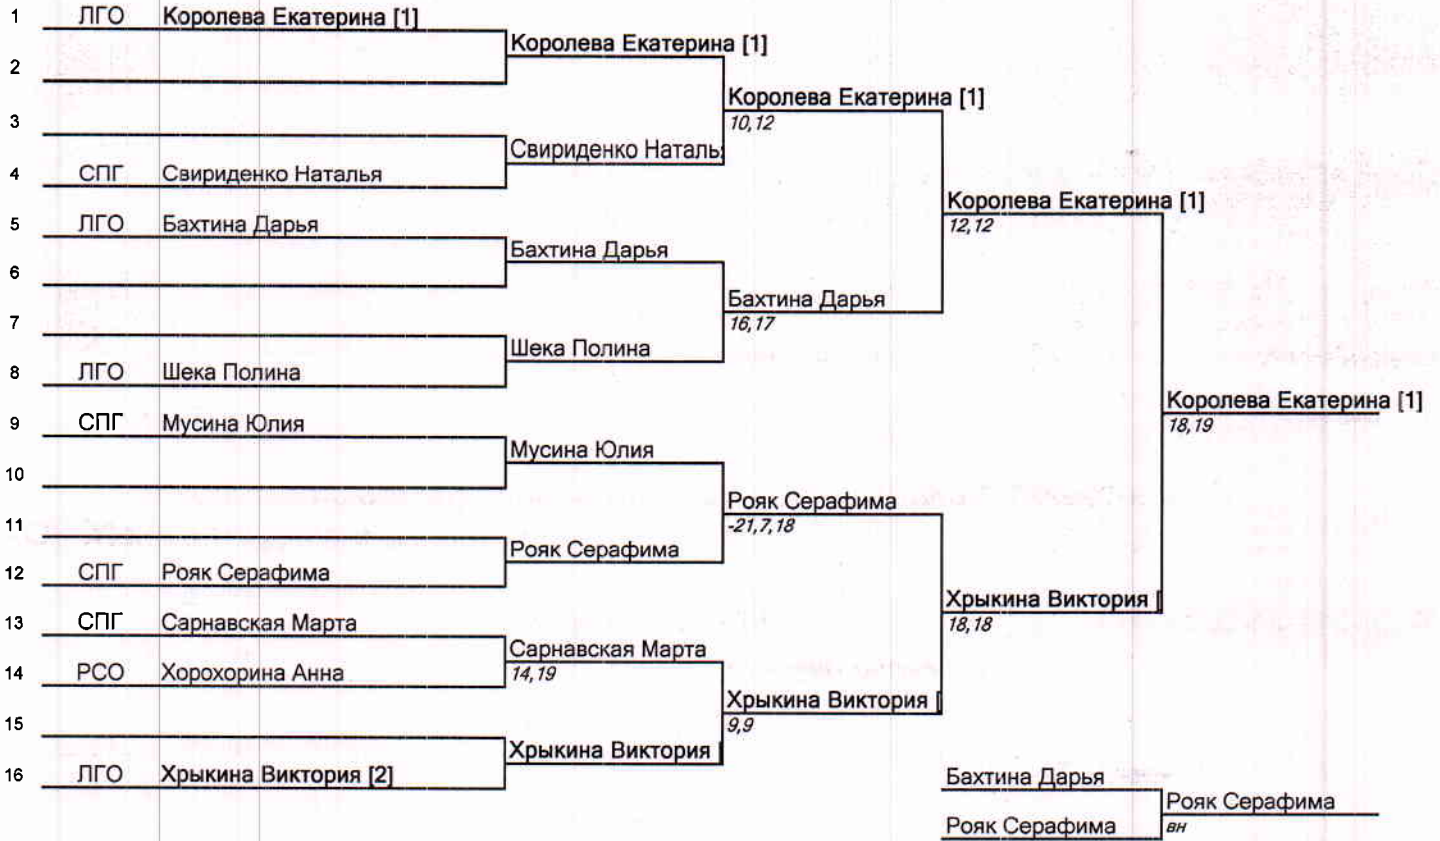 1 ЛГО Королева Екатерина [1]
Королева Екатерина [1]
2
Королева Екатерина [1]
10,12
3
Свириденко Наталь
4 СПГ Свириденко Наталья
Королева Екатерина [1]
12,12
5 ЛГО Бахтина Дарья
Бахтина Дарья
6
Бахтина Дарья
16,17
7
Шека Полина
8 ЛГО Шека Полина
Королева Екатерина [1]
18,19
9 СПГ Мусина Юлия
Мусина Юлия
10
Рояк Серафима
-21,7,18
11
Рояк Серафима
12 СПГ Рояк Серафима
Хрыкина Виктория [
18,18
13 СПГ Сарнавская Марта
Сарнавская Марта
14,19
14 РСО Хорохорина Анна
Хрыкина Виктория [
9,9
15
Хрыкина Виктория [
16 ЛГО Хрыкина Виктория [2]
Бахтина Дарья
Рояк Серафима
вн
Рояк Серафима